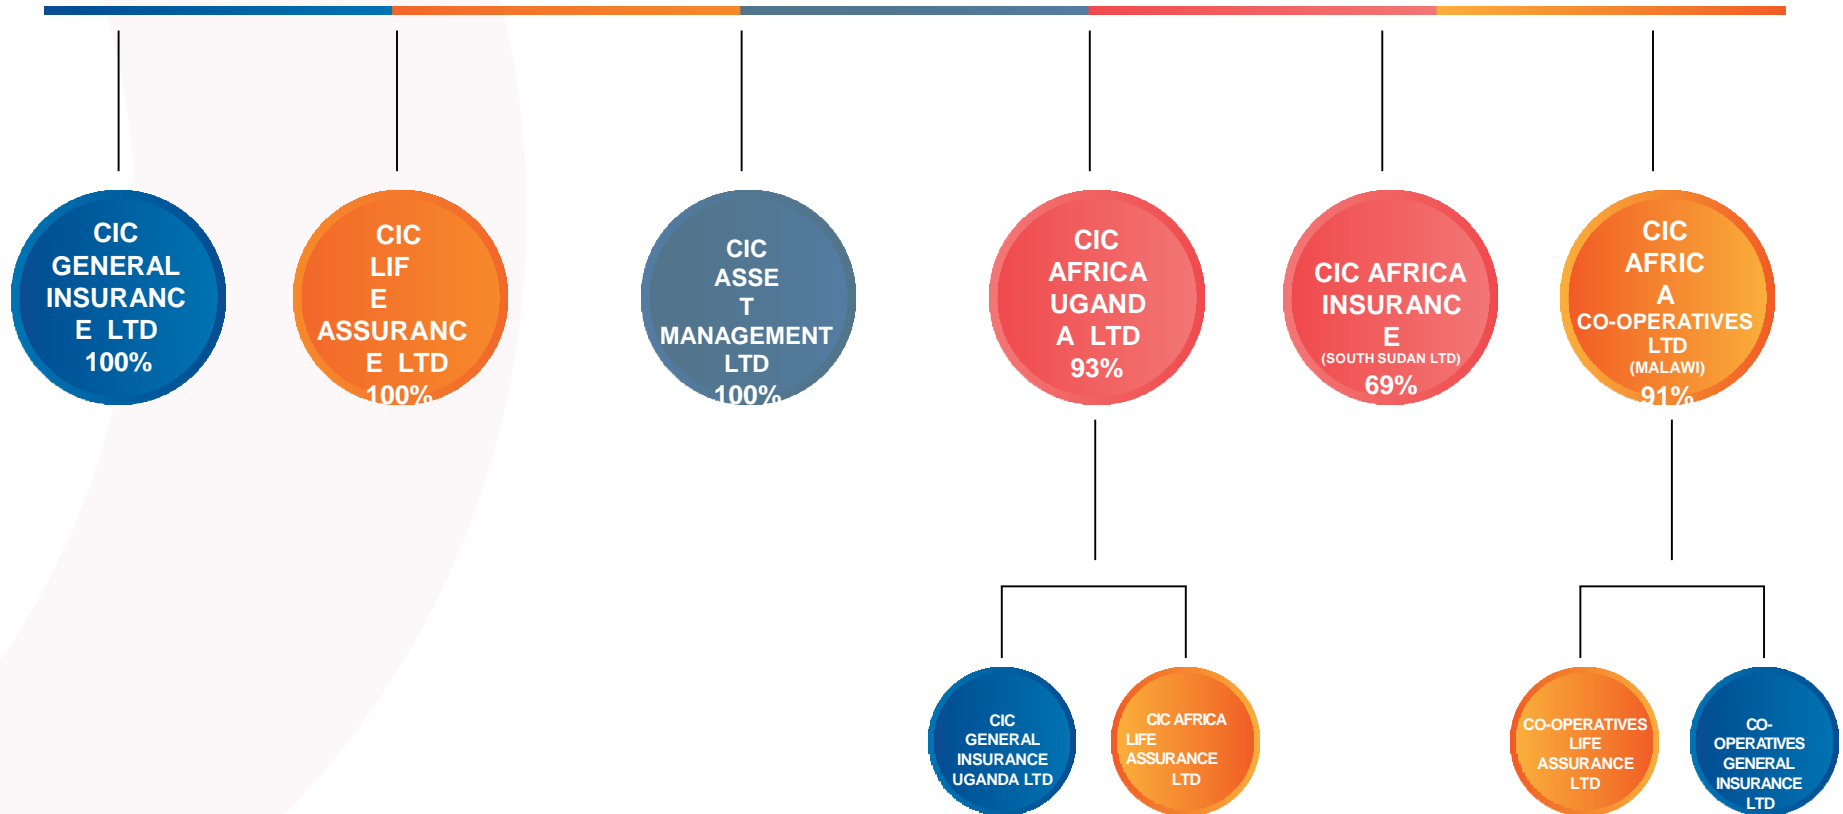 CIC
GENERAL
INSURANC
E LTD
100%
CIC
LIF
E
ASSURANC
E LTD
100%
CIC
ASSE
T
MANAGEMENT
LTD
100%
CIC
AFRICA
UGAND
A LTD
93%
CIC AFRICA
INSURANC
E
(SOUTH SUDAN LTD)
69%
CIC
AFRIC
A
CO-OPERATIVES
LTD
(MALAWI)
91%
CIC
GENERAL
INSURANCE
UGANDA LTD
CIC AFRICA
LIFE
ASSURANCE
LTD
CO-OPERATIVES
LIFE
ASSURANCE
LTD
CO-
OPERATIVES
GENERAL
INSURANCE
LTD